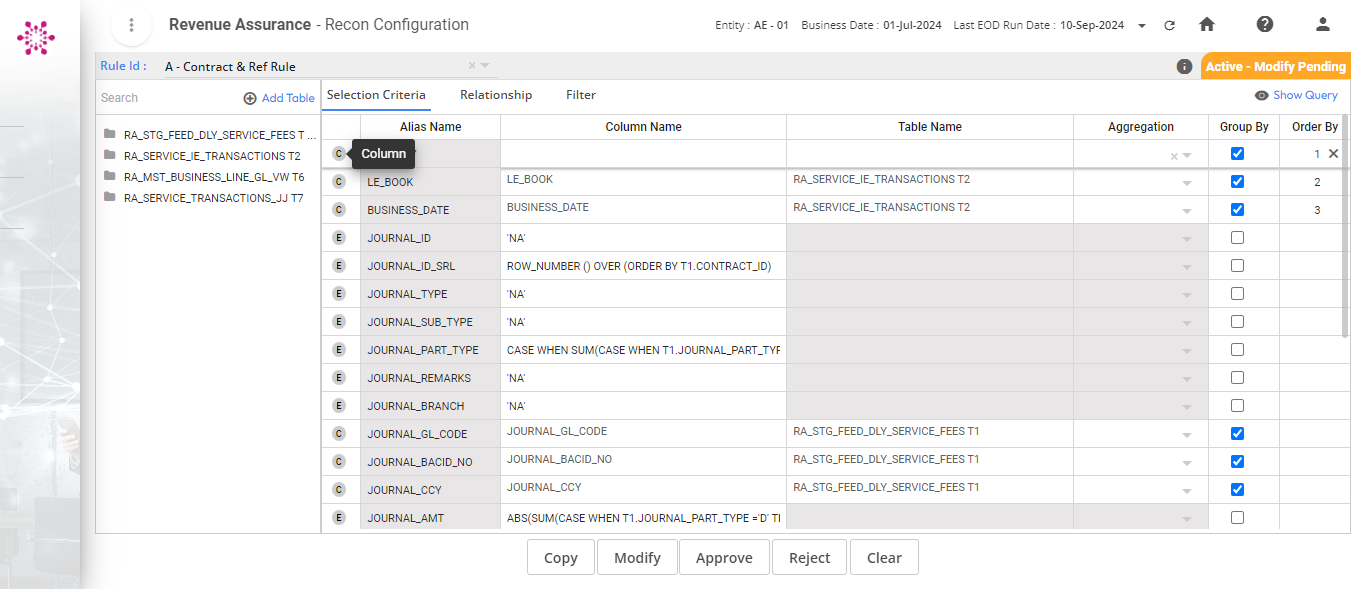 Revenue Assurance - Recon Configuration
Entity : AE - 01 Business Date : 01-Jul-2024 Last EOD Run Date : 10-Sep-2024
Rule Id : A - Contract & Ref Rule
Active - Modify Pending
Search Add Table
Selection Criteria Relationship Filter Show Query
RA_STG_FEED_DLY_SERVICE_FEES T ...
RA_SERVICE_IE_TRANSACTIONS T2
RA_MST_BUSINESS_LINE_GL_VW T6
RA_SERVICE_TRANSACTIONS_JJ T7
Alias Name Column Name Table Name Aggregation Group By Order By
C Column 1
C LE_BOOK LE_BOOK RA_SERVICE_IE_TRANSACTIONS T2 2
C BUSINESS_DATE BUSINESS_DATE RA_SERVICE_IE_TRANSACTIONS T2 3
E JOURNAL_ID 'NA'
E JOURNAL_ID_SRL ROW_NUMBER () OVER (ORDER BY T1.CONTRACT_ID)
E JOURNAL_TYPE 'NA'
E JOURNAL_SUB_TYPE 'NA'
E JOURNAL_PART_TYPE CASE WHEN SUM(CASE WHEN T1.JOURNAL_PART_TYP
E JOURNAL_REMARKS 'NA'
E JOURNAL_BRANCH 'NA'
C JOURNAL_GL_CODE JOURNAL_GL_CODE RA_STG_FEED_DLY_SERVICE_FEES T1
C JOURNAL_BACID_NO JOURNAL_BACID_NO RA_STG_FEED_DLY_SERVICE_FEES T1
C JOURNAL_CCY JOURNAL_CCY RA_STG_FEED_DLY_SERVICE_FEES T1
E JOURNAL_AMT ABS(SUM(CASE WHEN T1.JOURNAL_PART_TYPE ='D' TI
Copy Modify Approve Reject Clear